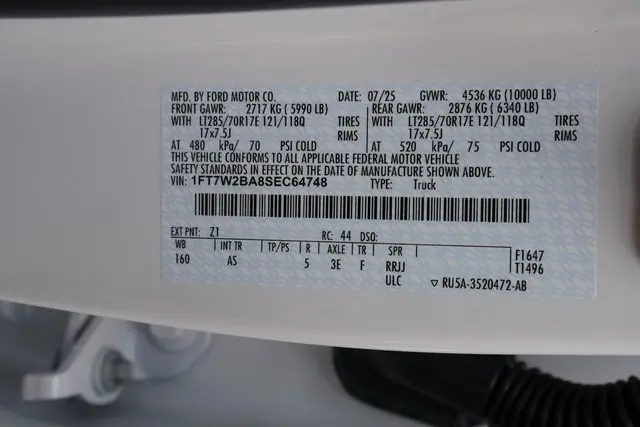 MFD. BY FORD MOTOR CO. DATE: 07/25 GVWR: 4536 KG (10000 LB)
FRONT GAWR: 2717 KG ( 5990 LB) REAR GAWR: 2876 KG ( 6340 LB)
WITH LT285/70R17E 121/118Q TIRES WITH LT285/70R17E 121/118Q TIRES
17x7.5J RIMS 17x7.5J RIMS
AT 480 kPa/ 70 PSI COLD AT 520 kPa/ 75 PSI COLD
THIS VEHICLE CONFORMS TO ALL APPLICABLE FEDERAL MOTOR VEHICLE
SAFETY STANDARDS IN EFFECT ON THE DATE OF MANUFACTURE SHOWN ABOVE.
VIN: 1FT7W2BA8SEC64748 TYPE: Truck
EXT PNT: Z1 RC: 44 DSO:
WB INT TR TP/PS R AXLE TR SPR F1647
160 AS 5 3E F RRJJ T1496
ULC RU5A-3520472-AB